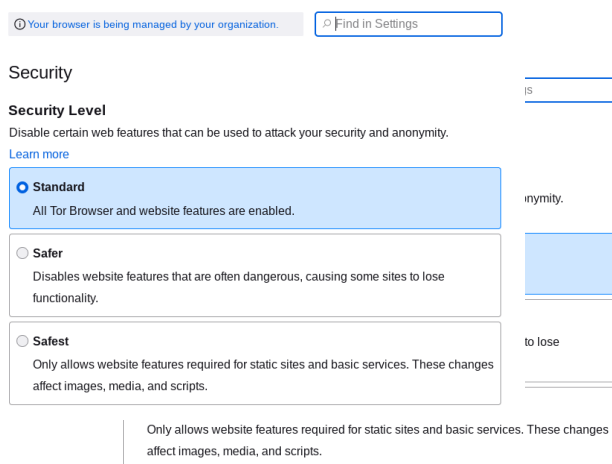 Your browser is being managed by your organization.
Find in Settings
Security
gs
Security Level
Disable certain web features that can be used to attack your security and anonymity.
Learn more
Standard
onymity.
All Tor Browser and website features are enabled.
Safer
Disables website features that are often dangerous, causing some sites to lose
functionality.
Safest
to lose
Only allows website features required for static sites and basic services. These changes
affect images, media, and scripts.
Only allows website features required for static sites and basic services. These changes
affect images, media, and scripts.